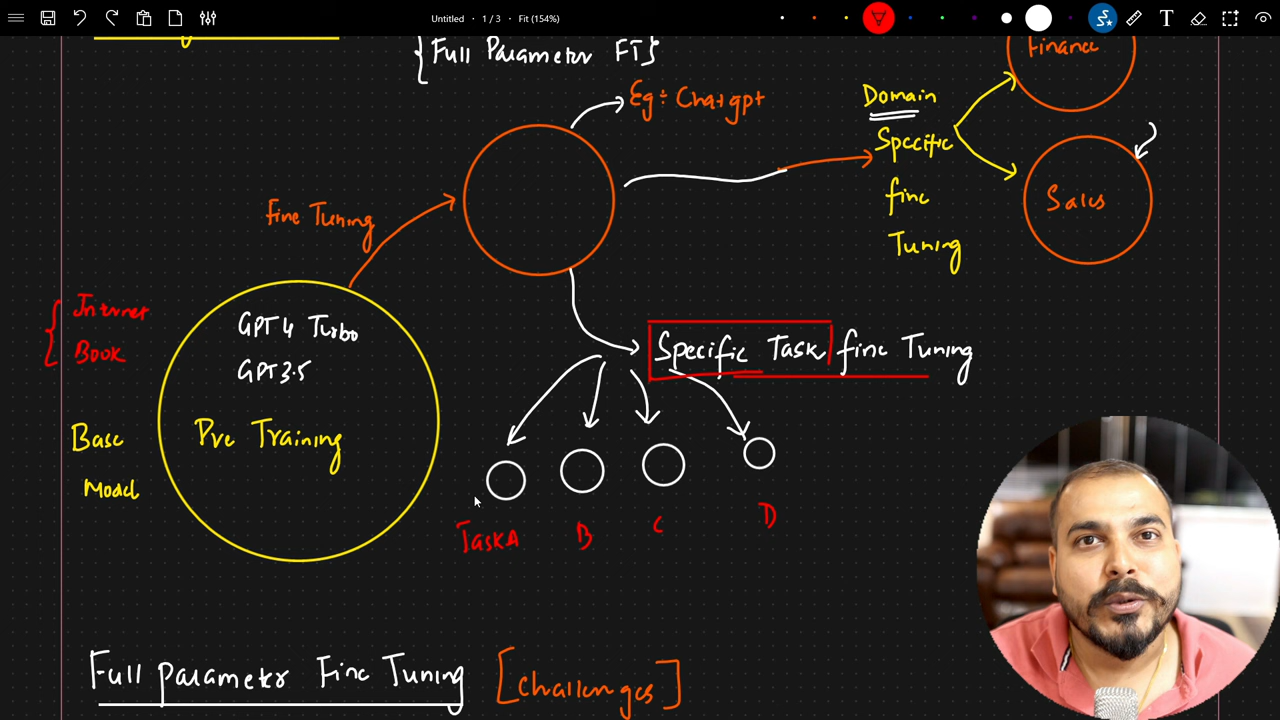 Untitled · 1 / 3 · Fit (154%)
{Full Parameter FT}
Finance
Eg÷ Chatgpt
Domain
Specific
fine
Tuning
Sales
Fine Tuning
{Internet
Book
GPT4 Turbo
GPT3.5
Base
Model
Pre Training
Specific Task fine Tuning
Task A
B
C
D
Full parameter Fine Tuning [challenges]